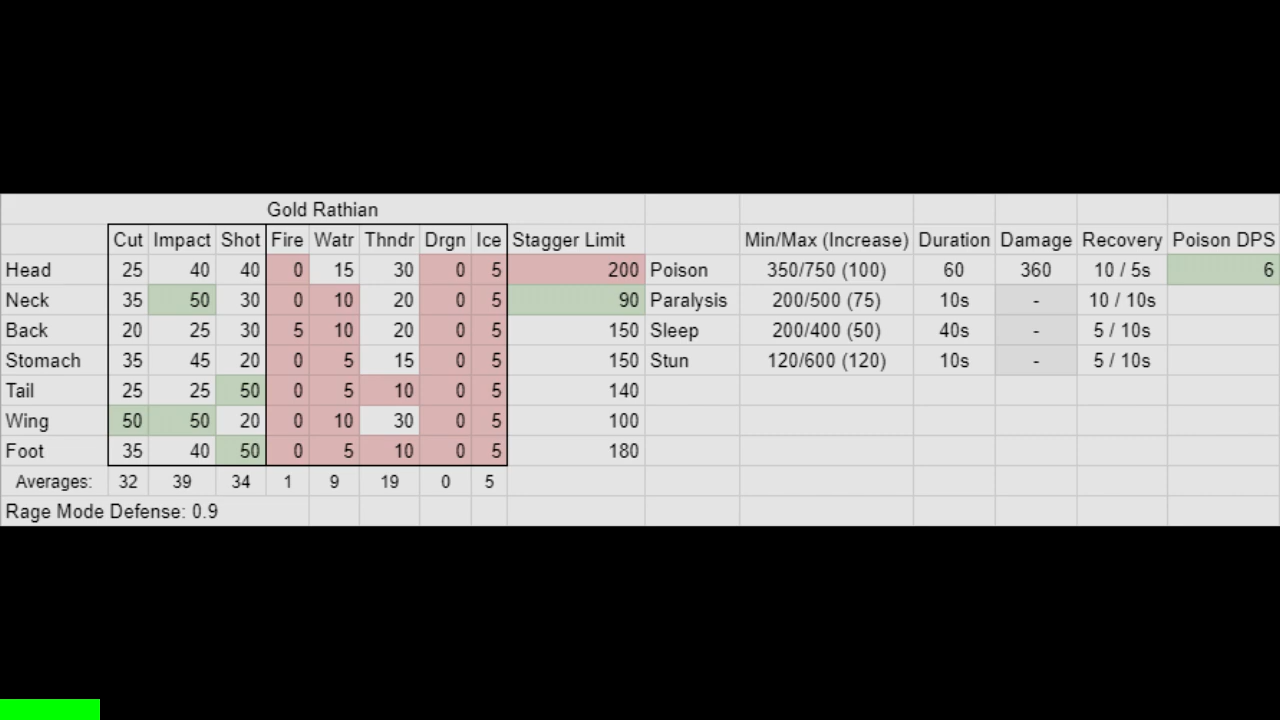 Gold Rathian
Cut Impact Shot Fire Watr Thndr Drgn Ice Stagger Limit Min/Max (Increase) Duration Damage Recovery Poison DPS
Head 25 40 40 0 15 30 0 5 200 Poison 350/750 (100) 60 360 10 / 5s 6
Neck 35 50 30 0 10 20 0 5 90 Paralysis 200/500 (75) 10s - 10 / 10s
Back 20 25 30 5 10 20 0 5 150 Sleep 200/400 (50) 40s - 5 / 10s
Stomach 35 45 20 0 5 15 0 5 150 Stun 120/600 (120) 10s - 5 / 10s
Tail 25 25 50 0 5 10 0 5 140
Wing 50 50 20 0 10 30 0 5 100
Foot 35 40 50 0 5 10 0 5 180
Averages: 32 39 34 1 9 19 0 5
Rage Mode Defense: 0.9